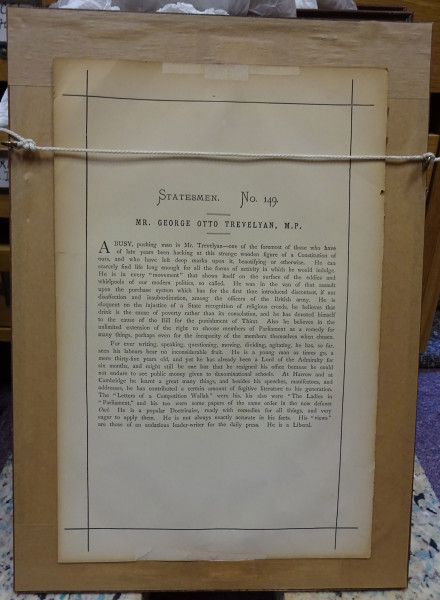 STATESMEN. No. 149.
MR. GEORGE OTTO TREVELYAN, M.P.
A BUSY, pushing man is Mr. Trevelyan—one of the foremost of those who have
of late years been hacking at this strange wooden figure of a Constitution of
ours, and who have left deep marks upon it, beautifying or otherwise. He can
scarcely find life long enough for all the forms of activity in which he would indulge.
He is in every "movement" that shows itself on the surface of the eddies and
whirlpools of our modern politics, so called. He was in the van of that assault
upon the purchase system which has for the first time introduced discontent, if not
disaffection and insubordination, among the officers of the British army. He is
eloquent on the injustice of a State recognition of religious creeds, he believes that
drink is the cause of poverty rather than its consolation, and he has devoted himself
to the cause of the Bill for the punishment of Thirst. Also he believes in the
unlimited extension of the right to choose members of Parliament as a remedy for
many things, perhaps even for the incapacity of the members themselves when chosen.
For ever writing, speaking, questioning, moving, dividing, agitating, he has, so far,
seen his labours bear no inconsiderable fruit. He is a young man as times go, a
mere thirty-five years old, and yet he has already been a Lord of the Admiralty for
six months, and might still be one but that he resigned his office because he could
not endure to see public money given to denominational schools. At Harrow and at
Cambridge he learnt a great many things, and besides his speeches, manifestoes, and
addresses, he has contributed a certain amount of fugitive literature to his generation.
The "Letters of a Competition Wallah" were his, his also were "The Ladies in
"Parliament," and his too were some papers of the same order in the now defunct
Owl. He is a popular Doctrinaire, ready with remedies for all things, and very
eager to apply them. He is not always exactly accurate in his facts. His "views"
are those of an audacious leader-writer for the daily press. He is a Liberal.